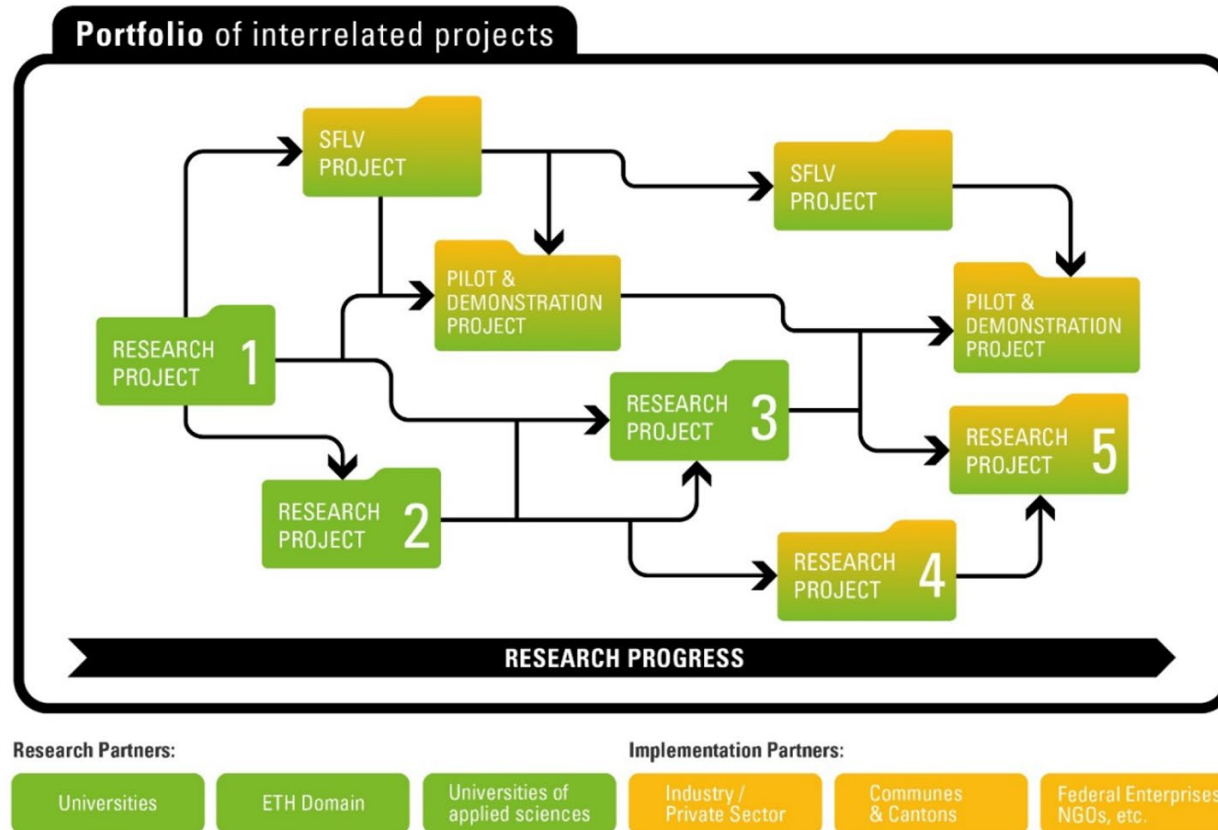 Portfolio of interrelated projects
SFLV
PROJECT
SFLV
PROJECT
PILOT &
DEMONSTRATION
PROJECT
PILOT &
DEMONSTRATION
PROJECT
RESEARCH
PROJECT 1
RESEARCH
PROJECT 3
RESEARCH
PROJECT 5
RESEARCH
PROJECT 2
RESEARCH
PROJECT 4
RESEARCH PROGRESS
Research Partners:
Implementation Partners:
Universities
ETH Domain
Universities of
applied sciences
Industry /
Private Sector
Communes
& Cantons
Federal Enterprises
NGOs, etc.